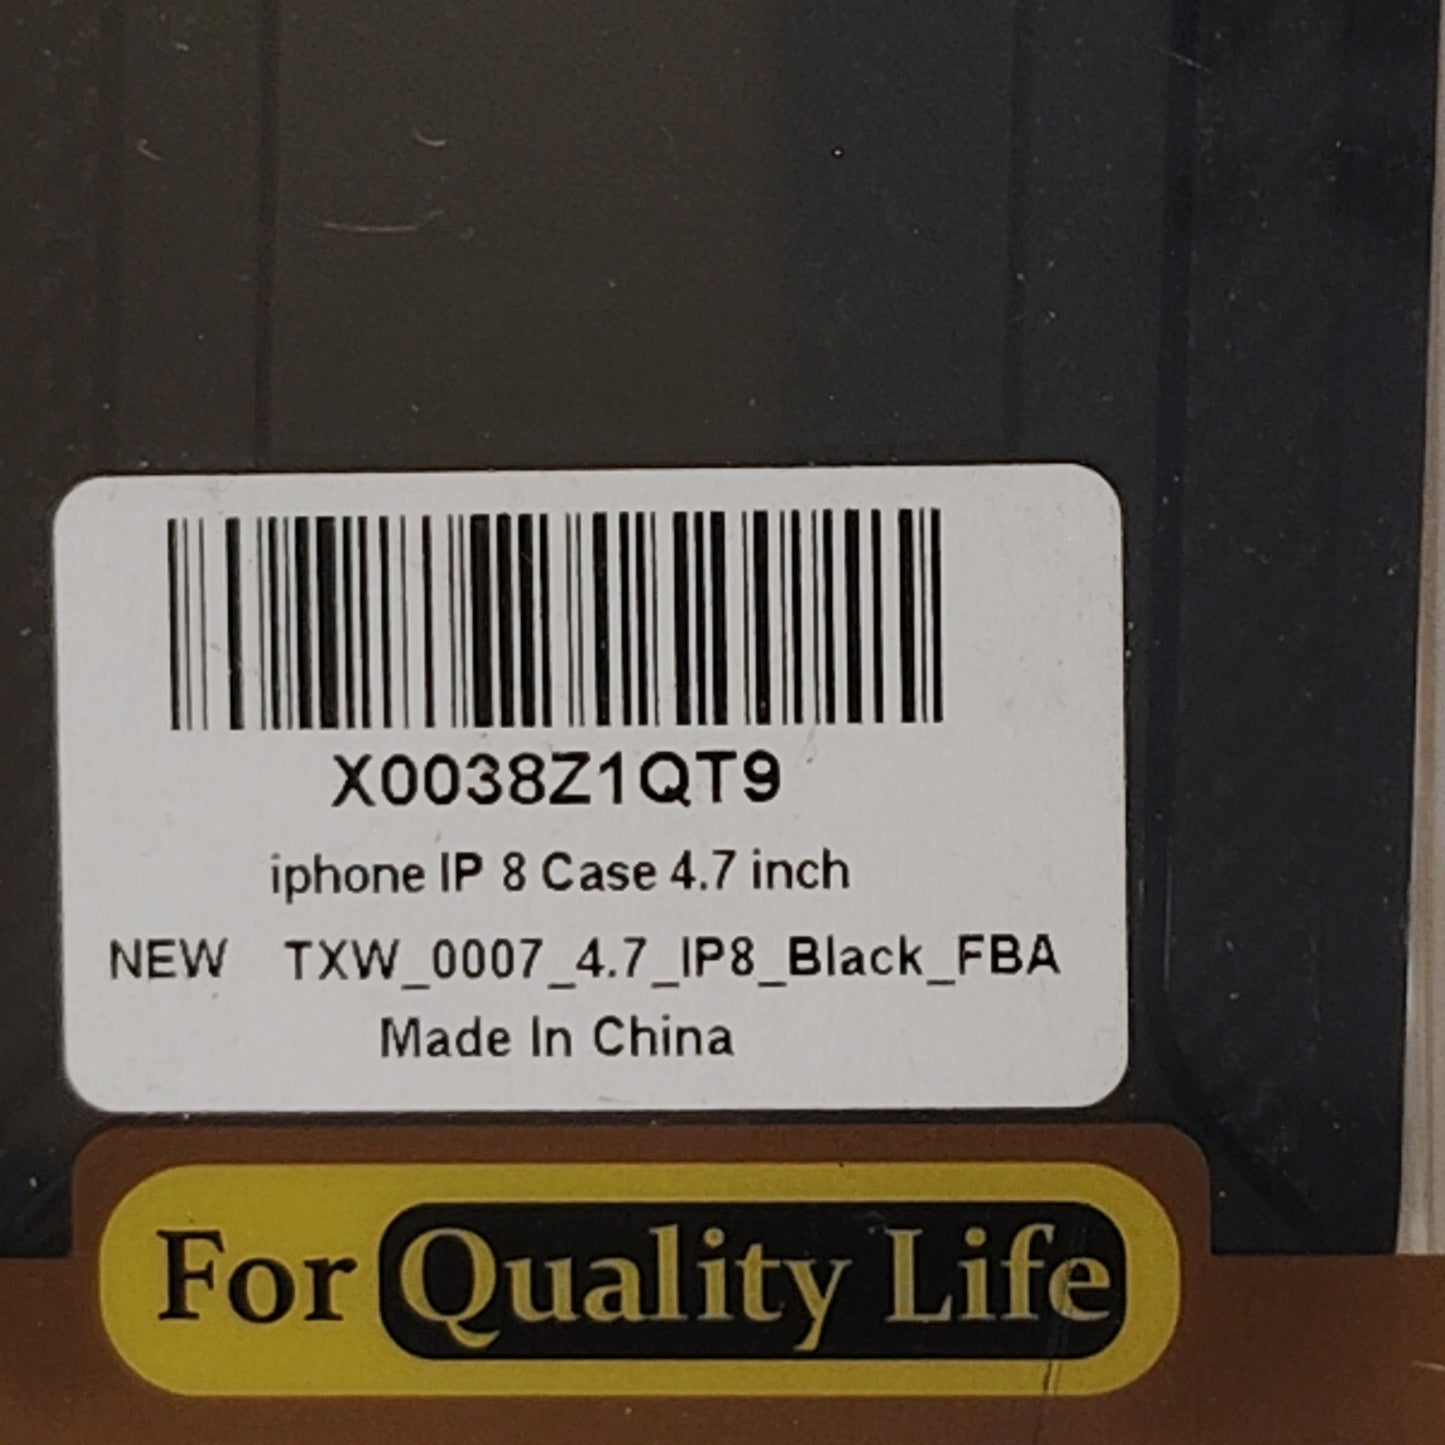 X0038Z1QT9
iphone IP 8 Case 4.7 inch
NEW TXW_0007_4.7_IP8_Black_FBA
Made In China
For Quality Life